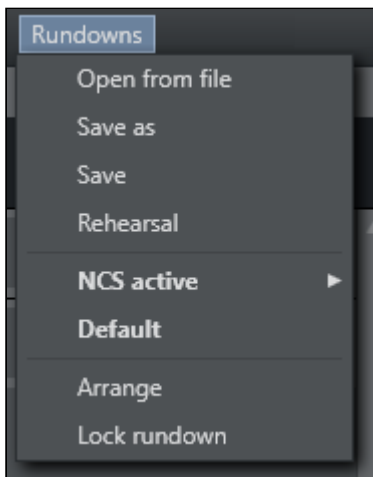 Rundowns
Open from file
Save as
Save
Rehearsal
NCS active
Default
Arrange
Lock rundown